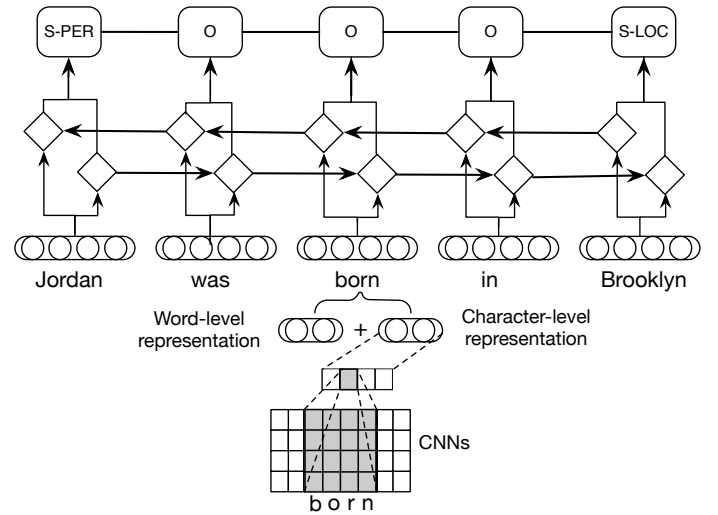 S-PER O O O S-LOC
Jordan was born in Brooklyn
Word-level
representation
+
Character-level
representation
CNNs
b o r n